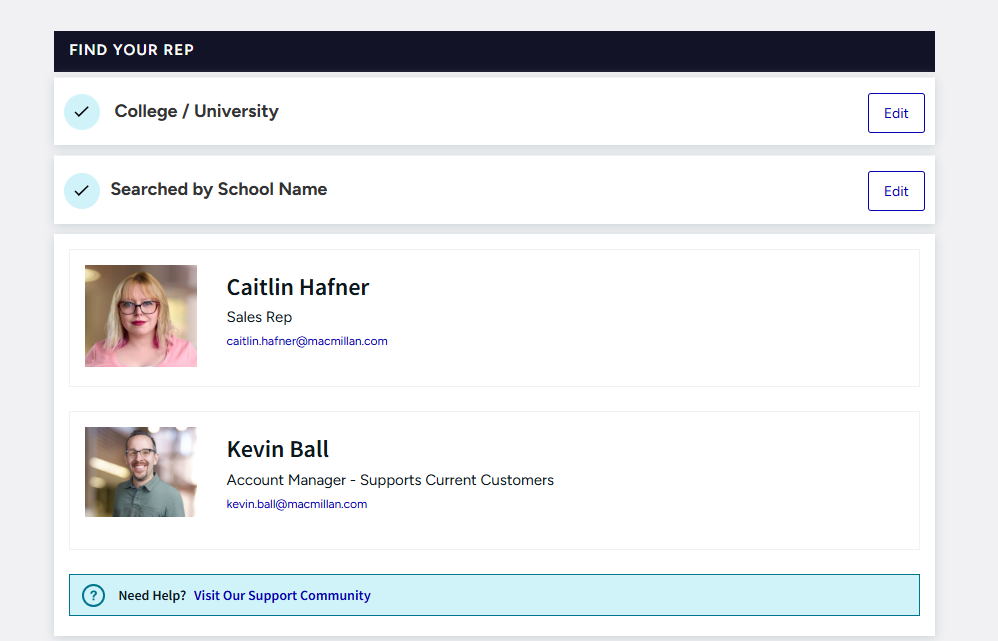 FIND YOUR REP
College / University
Edit
Searched by School Name
Edit
Caitlin Hafner
Sales Rep
caitlin.hafner@macmillan.com
Kevin Ball
Account Manager - Supports Current Customers
kevin.ball@macmillan.com
? Need Help? Visit Our Support Community